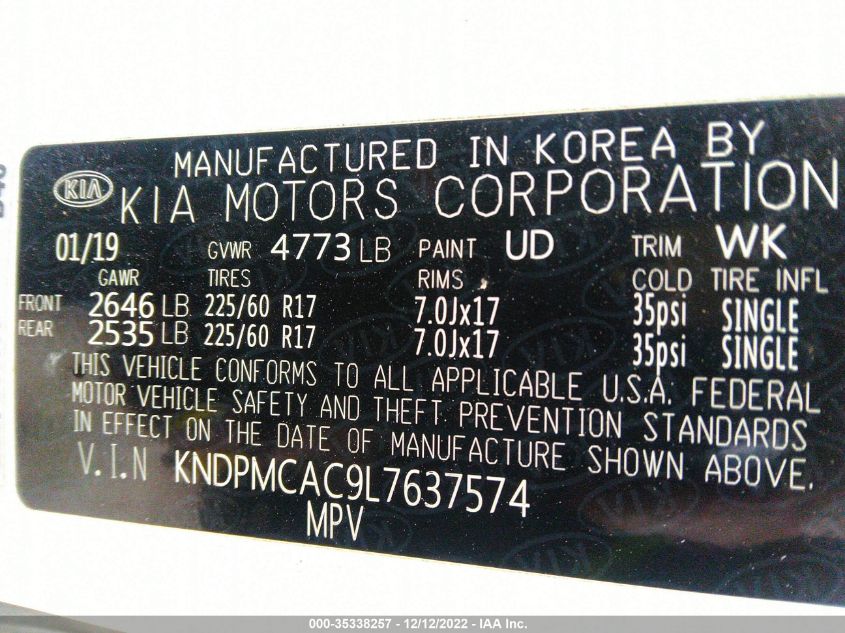 MANUFACTURED IN KOREA BY
KIA KIA MOTORS CORPORATION
01/19 GVWR 4773 LB PAINT UD TRIM WK
GAWR TIRES RIMS COLD TIRE INFL
FRONT 2646 LB 225/60 R17 7.0Jx17 35psi SINGLE
REAR 2535 LB 225/60 R17 7.0Jx17 35psi SINGLE
THIS VEHICLE CONFORMS TO ALL APPLICABLE U.S.A. FEDERAL
MOTOR VEHICLE SAFETY AND THEFT PREVENTION STANDARDS
IN EFFECT ON THE DATE OF MANUFACTURE SHOWN ABOVE.
V.I.N KNDPMCAC9L7637574
MPV
000-35338257 - 12/12/2022 - IAA Inc.